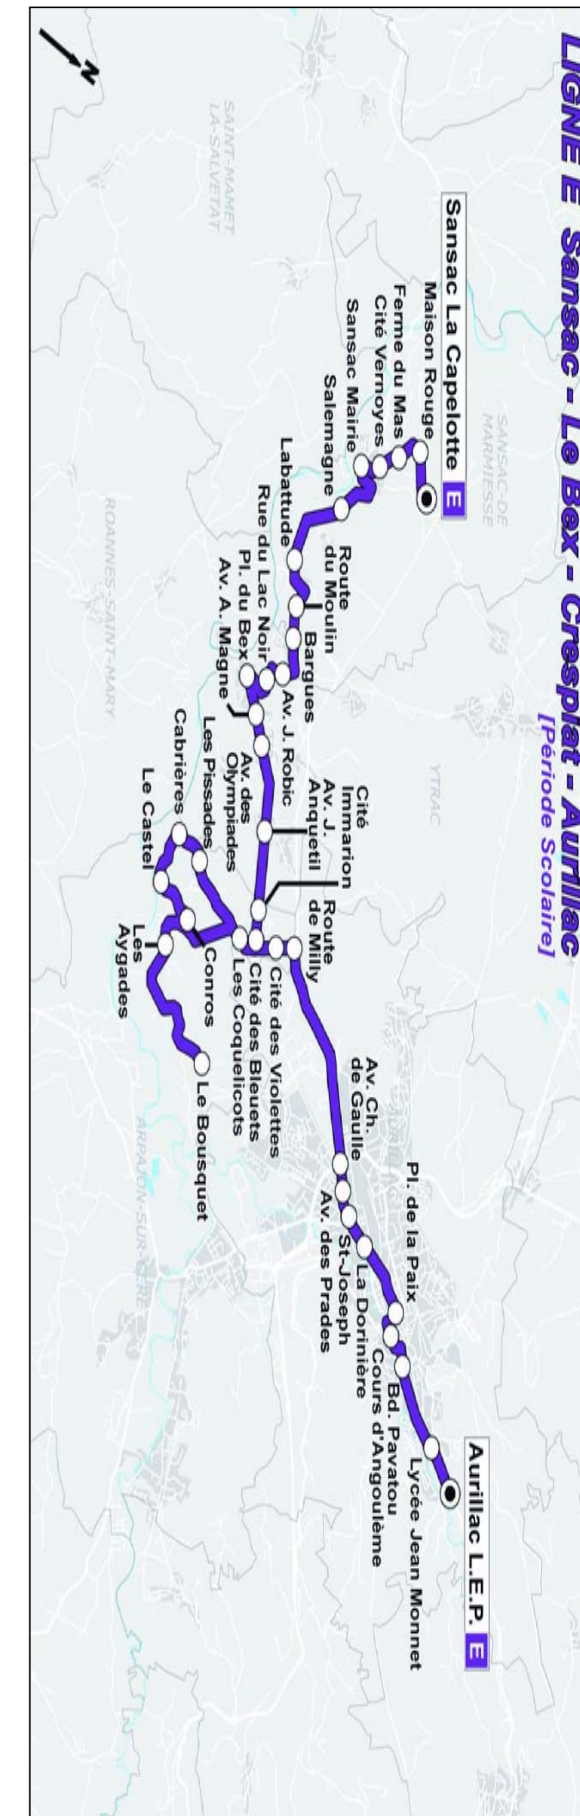 LIGNE E Sansac - Le Bex - Crespiat - Aurillac
[Période Scolaire]
N
SAINT-MAMET
LA-SALVETAT
SANSAC-DE
MARMIESSE
ROANNES-SAINT-MARY
YTRAC
AURILLAC
ARPAJON-SUR-CERE
Sansac La Capelotte E
Maison Rouge
Ferme du Mas
Cité Vernoyes
Sansac Mairie
Salemagne
Labattude
Route
du Moulin
Bargues
Rue du Lac Noir
Pl. du Bex
Av. A. Magne
Av. J. Robic
Av. des
Olympiades
Cité
Immarion
Av. J.
Anquetil
Route
de Milly
Cité des Violettes
Cité des Bleuets
Les Coquelicots
Les Pissades
Cabrières
Le Castel
Conros
Les
Aygades
Le Bousquet
Av. Ch.
de Gaulle
Av. des Prades
St-Joseph
La Dorinière
Pl. de la Paix
Cours d'Angoulème
Bd. Pavatou
Lycée Jean Monnet
Aurillac L.E.P. E